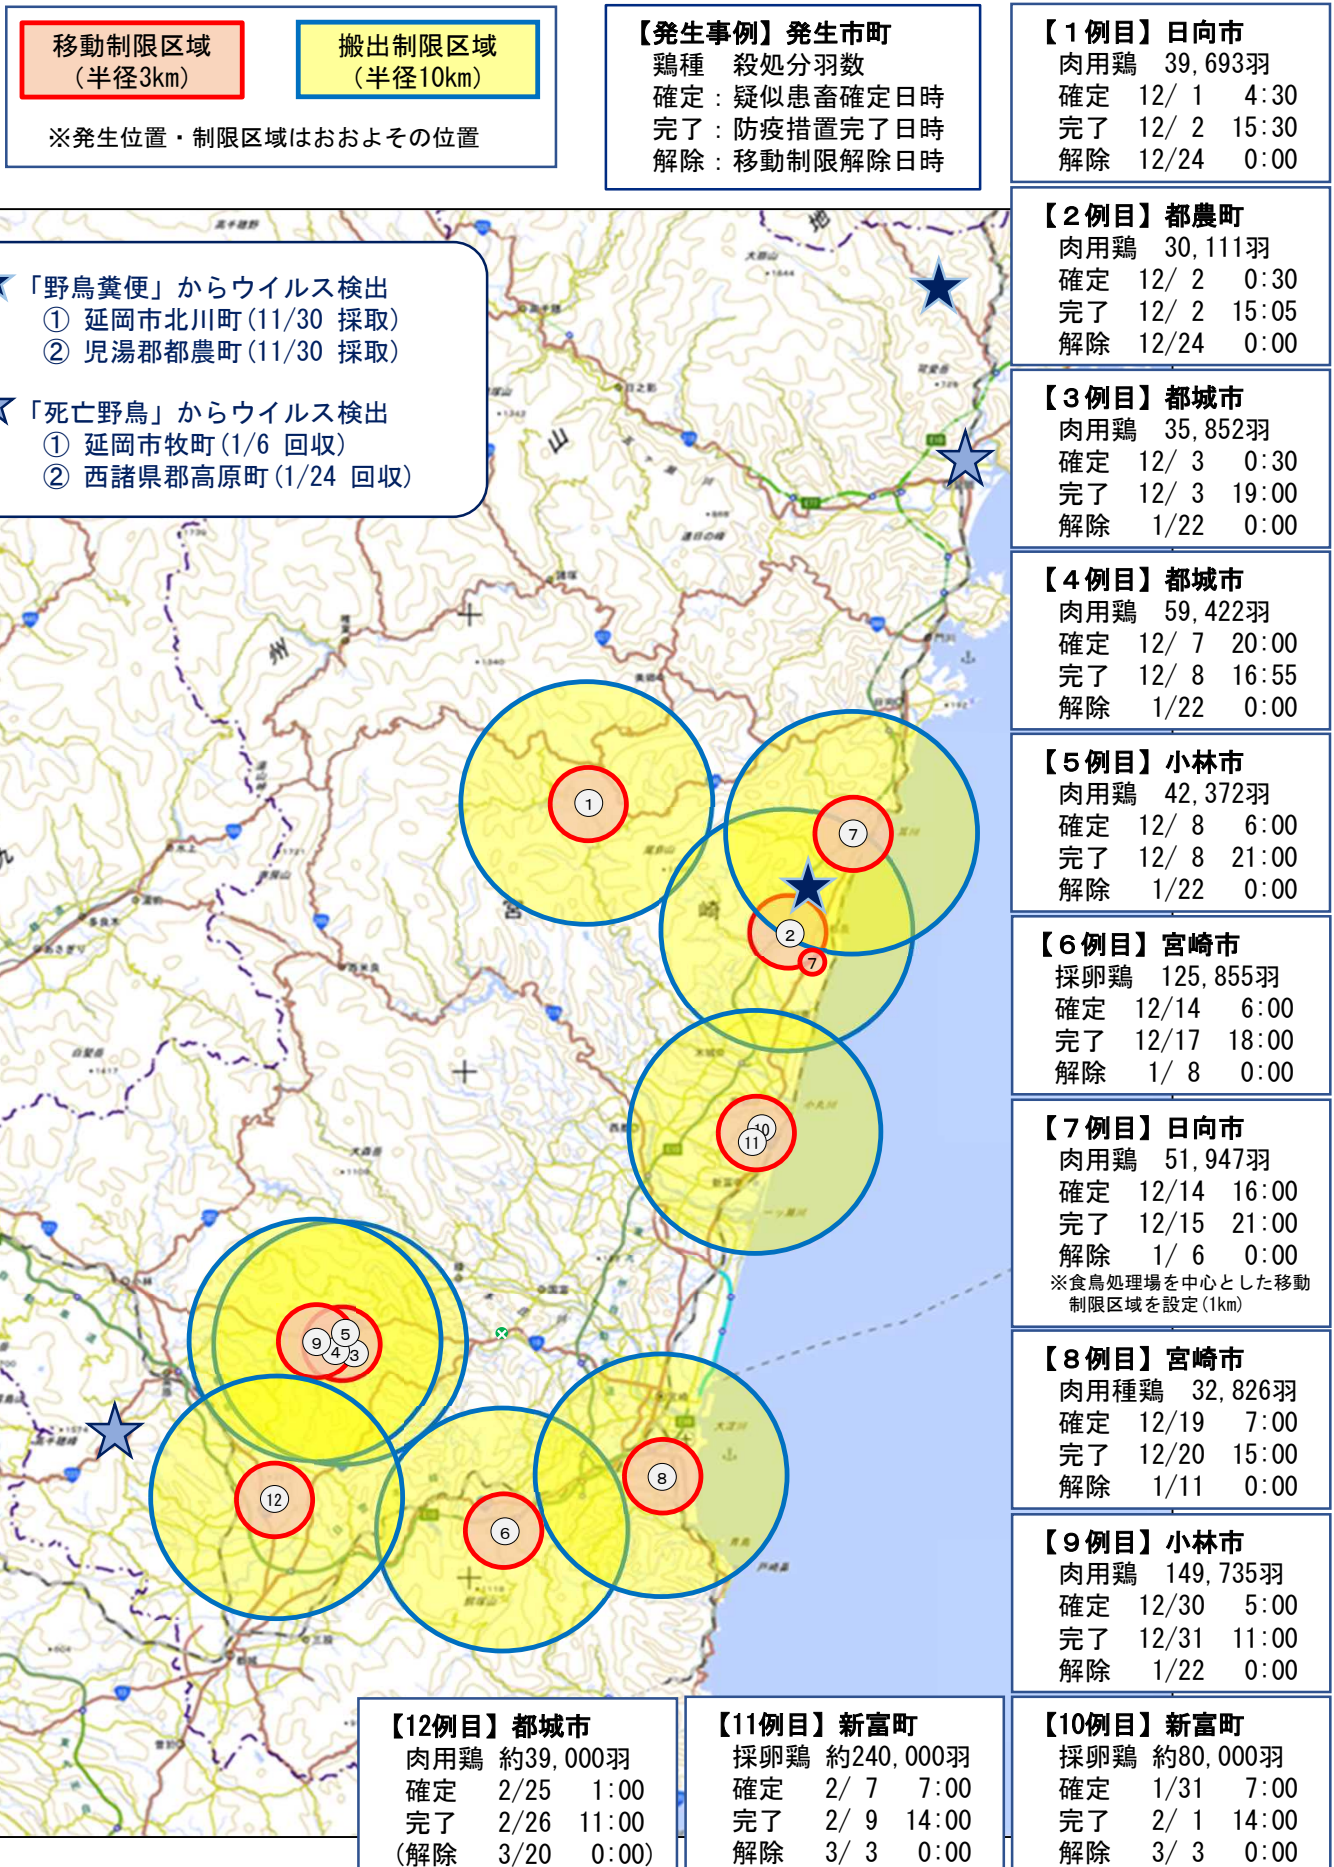 移動制限区域
(半径3km)
搬出制限区域
(半径10km)
※発生位置・制限区域はおおよその位置
【発生事例】発生市町
鶏種 殺処分羽数
確定：疑似患畜確定日時
完了：防疫措置完了日時
解除：移動制限解除日時
「野鳥糞便」からウイルス検出
① 延岡市北川町(11/30 採取)
② 児湯郡都農町(11/30 採取)
「死亡野鳥」からウイルス検出
① 延岡市牧町(1/6 回収)
② 西諸県郡高原町(1/24 回収)
【１例目】日向市
肉用鶏 39,693羽
確定 12/ 1 4:30
完了 12/ 2 15:30
解除 12/24 0:00
【２例目】都農町
肉用鶏 30,111羽
確定 12/ 2 0:30
完了 12/ 2 15:05
解除 12/24 0:00
【３例目】都城市
肉用鶏 35,852羽
確定 12/ 3 0:30
完了 12/ 3 19:00
解除 1/22 0:00
【４例目】都城市
肉用鶏 59,422羽
確定 12/ 7 20:00
完了 12/ 8 16:55
解除 1/22 0:00
【５例目】小林市
肉用鶏 42,372羽
確定 12/ 8 6:00
完了 12/ 8 21:00
解除 1/22 0:00
【６例目】宮崎市
採卵鶏 125,855羽
確定 12/14 6:00
完了 12/17 18:00
解除 1/ 8 0:00
【７例目】日向市
肉用鶏 51,947羽
確定 12/14 16:00
完了 12/15 21:00
解除 1/ 6 0:00
※食鳥処理場を中心とした移動
制限区域を設定(1km)
【８例目】宮崎市
肉用種鶏 32,826羽
確定 12/19 7:00
完了 12/20 15:00
解除 1/11 0:00
【９例目】小林市
肉用鶏 149,735羽
確定 12/30 5:00
完了 12/31 11:00
解除 1/22 0:00
【10例目】新富町
採卵鶏 約80,000羽
確定 1/31 7:00
完了 2/ 1 14:00
解除 3/ 3 0:00
【11例目】新富町
採卵鶏 約240,000羽
確定 2/ 7 7:00
完了 2/ 9 14:00
解除 3/ 3 0:00
【12例目】都城市
肉用鶏 約39,000羽
確定 2/25 1:00
完了 2/26 11:00
(解除 3/20 0:00)
地
山
州
九
宮
崎
1
7
2
7
10
11
5
9
4
3
12
6
8